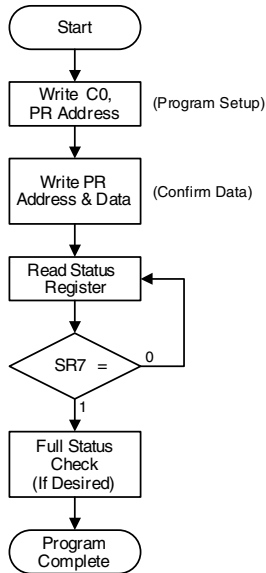 Start
Write C0,
PR Address
(Program Setup)
Write PR
Address & Data
(Confirm Data)
Read Status
Register
SR7 =
0
1
Full Status
Check
(If Desired)
Program
Complete